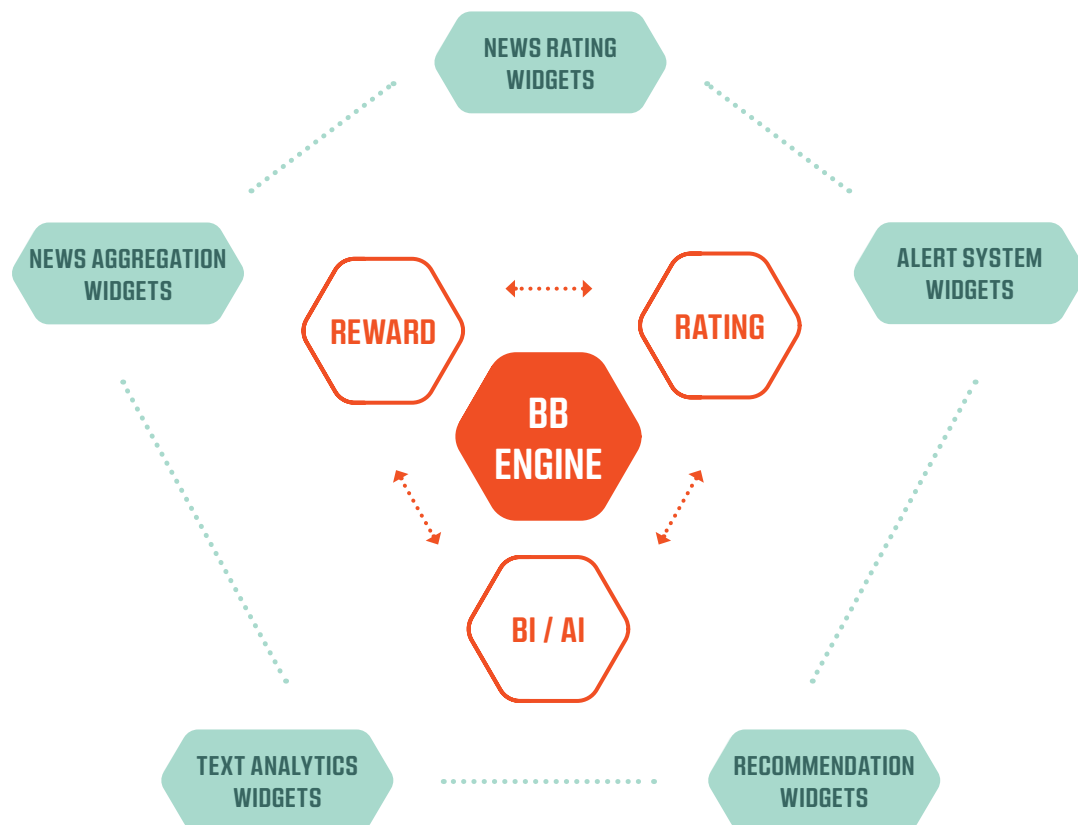 NEWS RATING
WIDGETS
NEWS AGGREGATION
WIDGETS
ALERT SYSTEM
WIDGETS
REWARD
RATING
BB
ENGINE
BI / AI
TEXT ANALYTICS
WIDGETS
RECOMMENDATION
WIDGETS